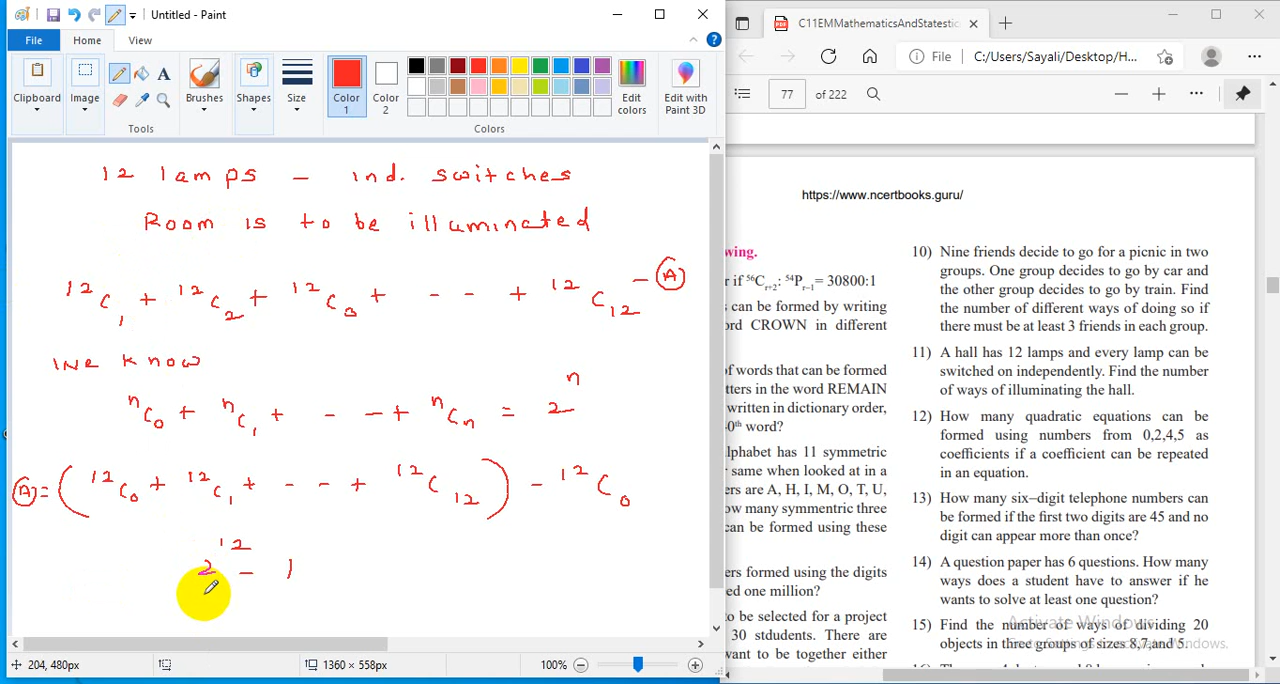 Untitled - Paint
File Home View
Clipboard
Image
Tools
Brushes
Shapes
Size
Color 1
Color 2
Colors
Edit colors
Edit with Paint 3D
12 lamps - ind. switches
Room is to be illuminated
¹²C₁ + ¹²C₂ + ¹²C₃ + - - + ¹²C₁₂ - Ⓐ
We know
ⁿC₀ + ⁿC₁ + - - + ⁿCₙ = 2ⁿ
Ⓐ = (¹²C₀ + ¹²C₁ + - - + ¹²C₁₂) - ¹²C₀
2¹² - 1
204, 480px
1360 × 558px
100%
C11EMMathematicsAndStatestic
File C:/Users/Sayali/Desktop/H...
77 of 222
https://www.ncertbooks.guru/
wing.
if ⁵⁶Cᵣ₊₂ : ⁵⁴Pᵣ₋₁ = 30800:1
can be formed by writing
ord CROWN in different
of words that can be formed
tters in the word REMAIN
written in dictionary order,
0ᵗʰ word?
lphabet has 11 symmetric
same when looked at in a
rs are A, H, I, M, O, T, U,
ow many symmetric three
can be formed using these
ers formed using the digits
ed one million?
to be selected for a project
30 stdudents. There are
want to be together either
10) Nine friends decide to go for a picnic in two
groups. One group decides to go by car and
the other group decides to go by train. Find
the number of different ways of doing so if
there must be at least 3 friends in each group.
11) A hall has 12 lamps and every lamp can be
switched on independently. Find the number
of ways of illuminating the hall.
12) How many quadratic equations can be
formed using numbers from 0,2,4,5 as
coefficients if a coefficient can be repeated
in an equation.
13) How many six–digit telephone numbers can
be formed if the first two digits are 45 and no
digit can appear more than once?
14) A question paper has 6 questions. How many
ways does a student have to answer if he
wants to solve at least one question?
15) Find the number of ways of dividing 20
objects in three groups of sizes 8,7,and 5.
Activate Windows